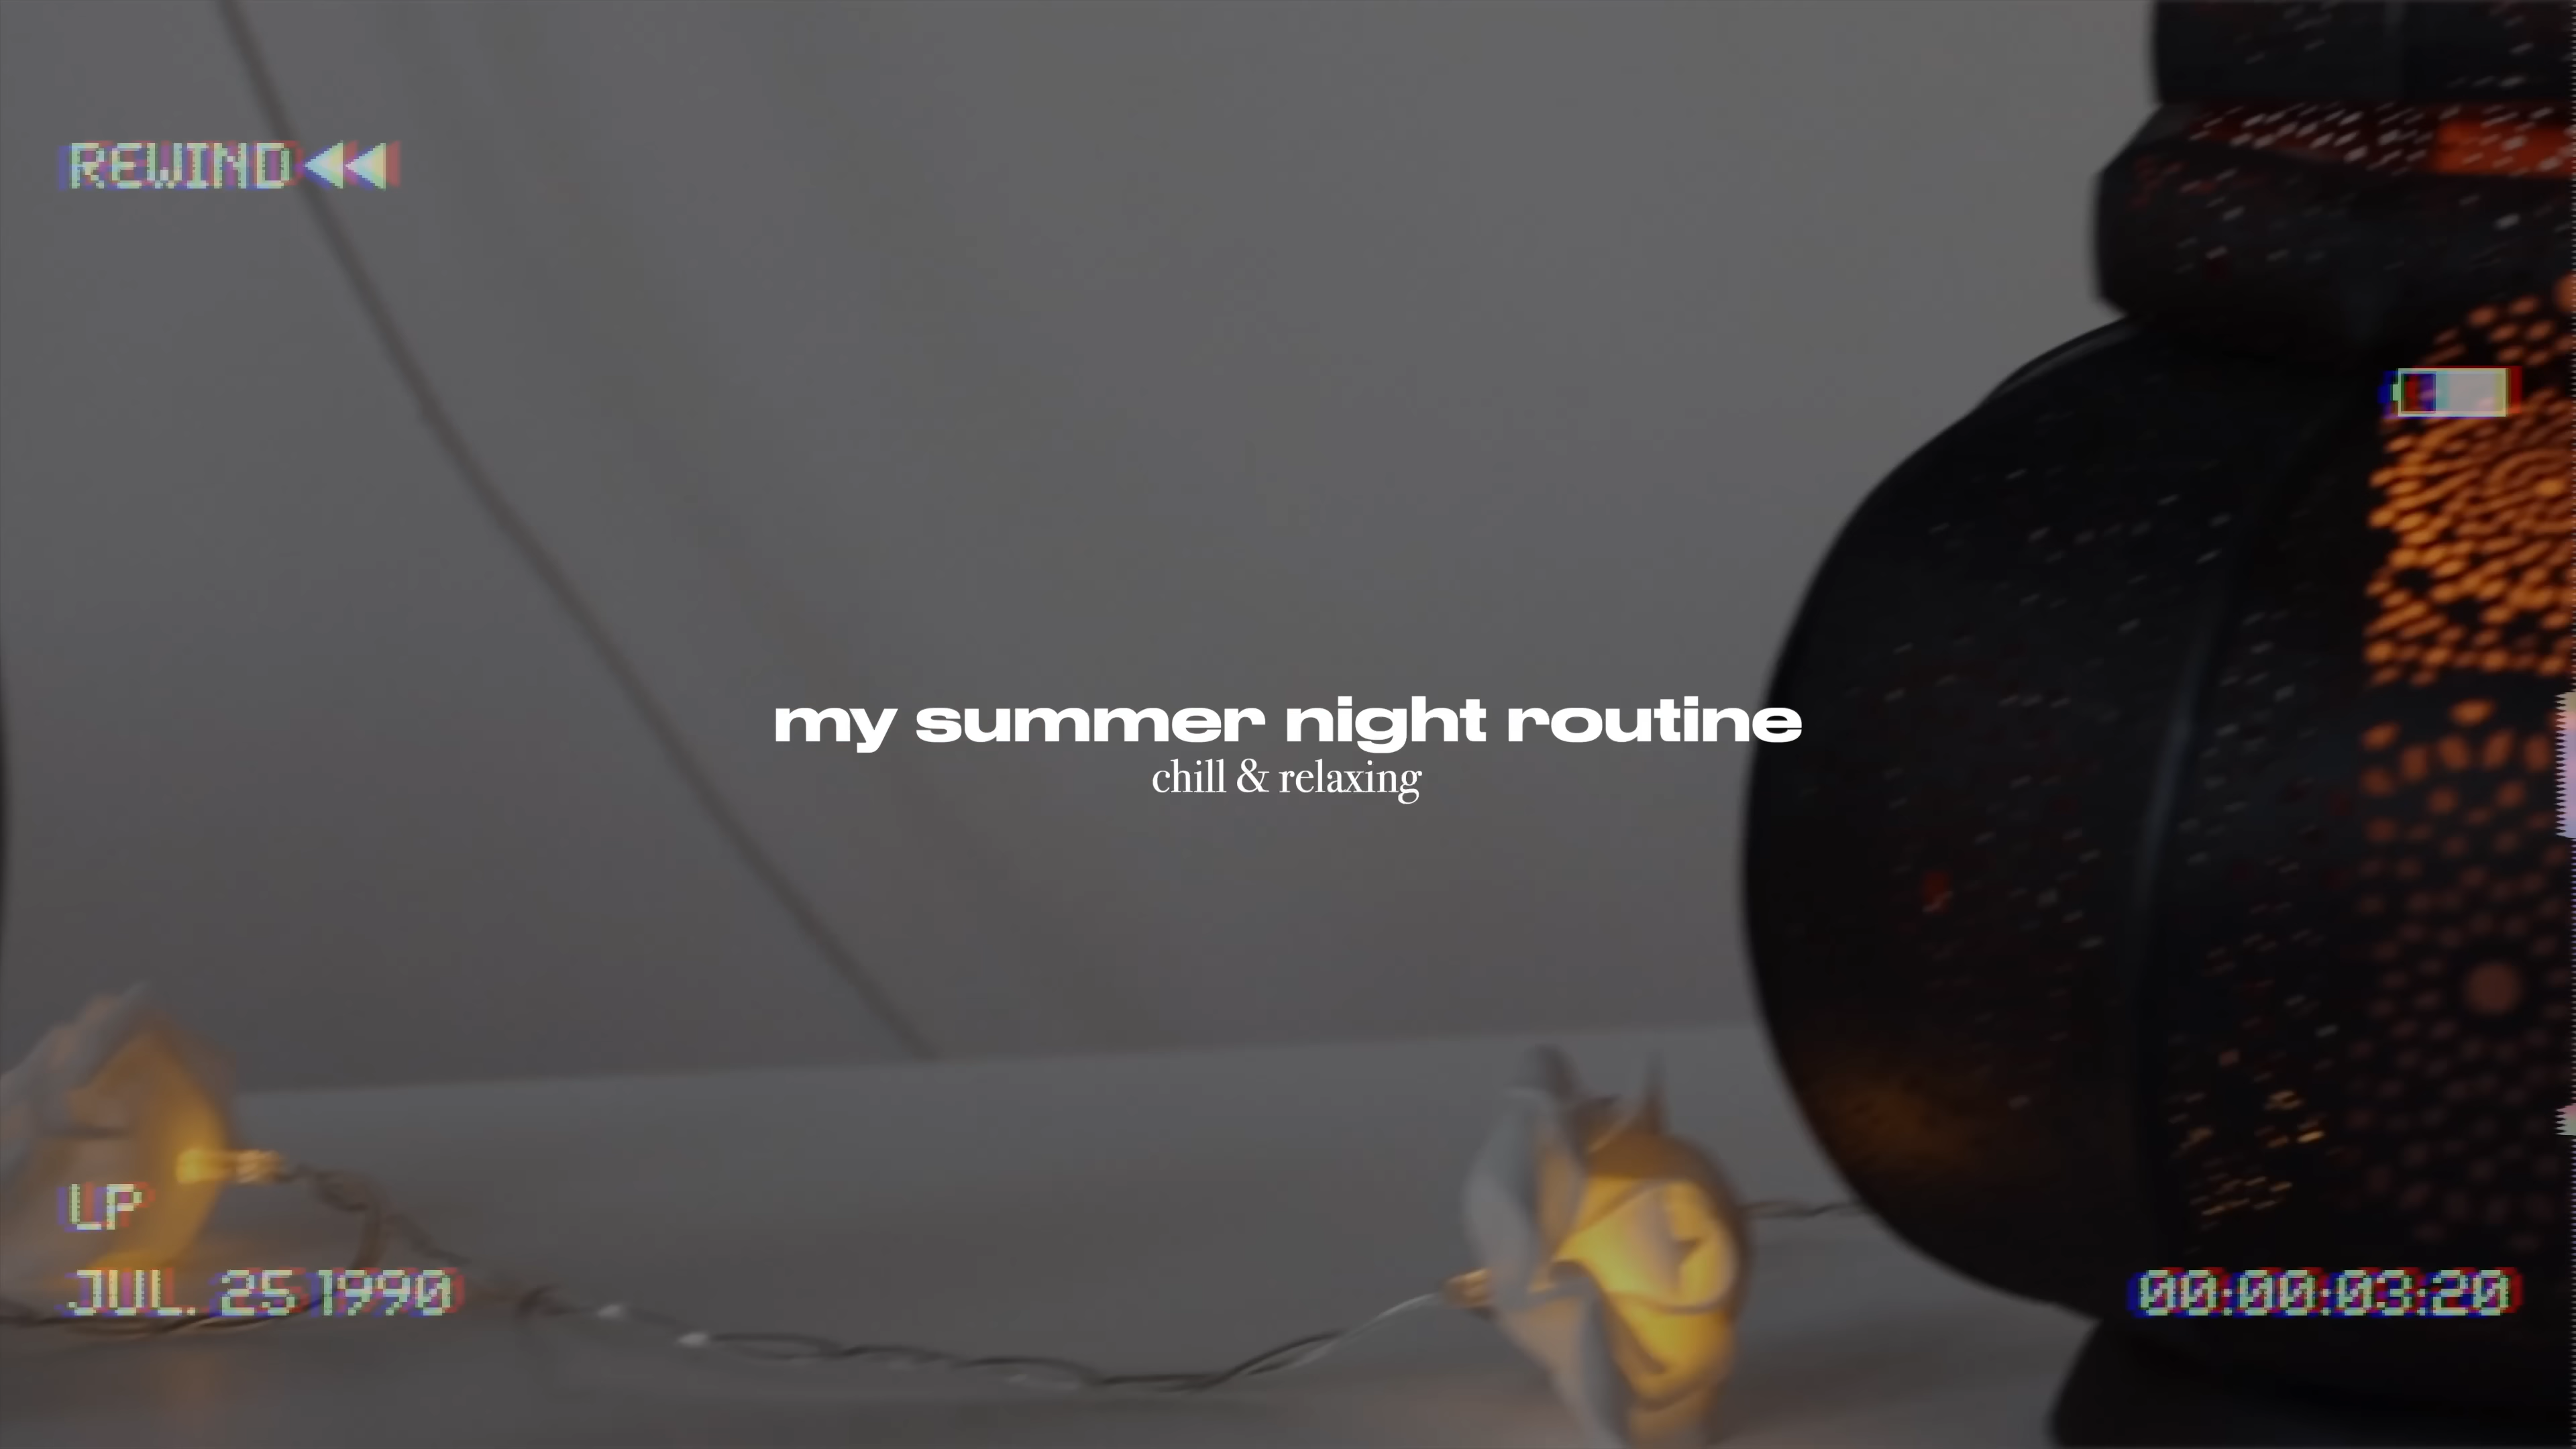 REWIND◀◀
my summer night routine
chill & relaxing
LP
JUL. 25 1990
00:00:03:20